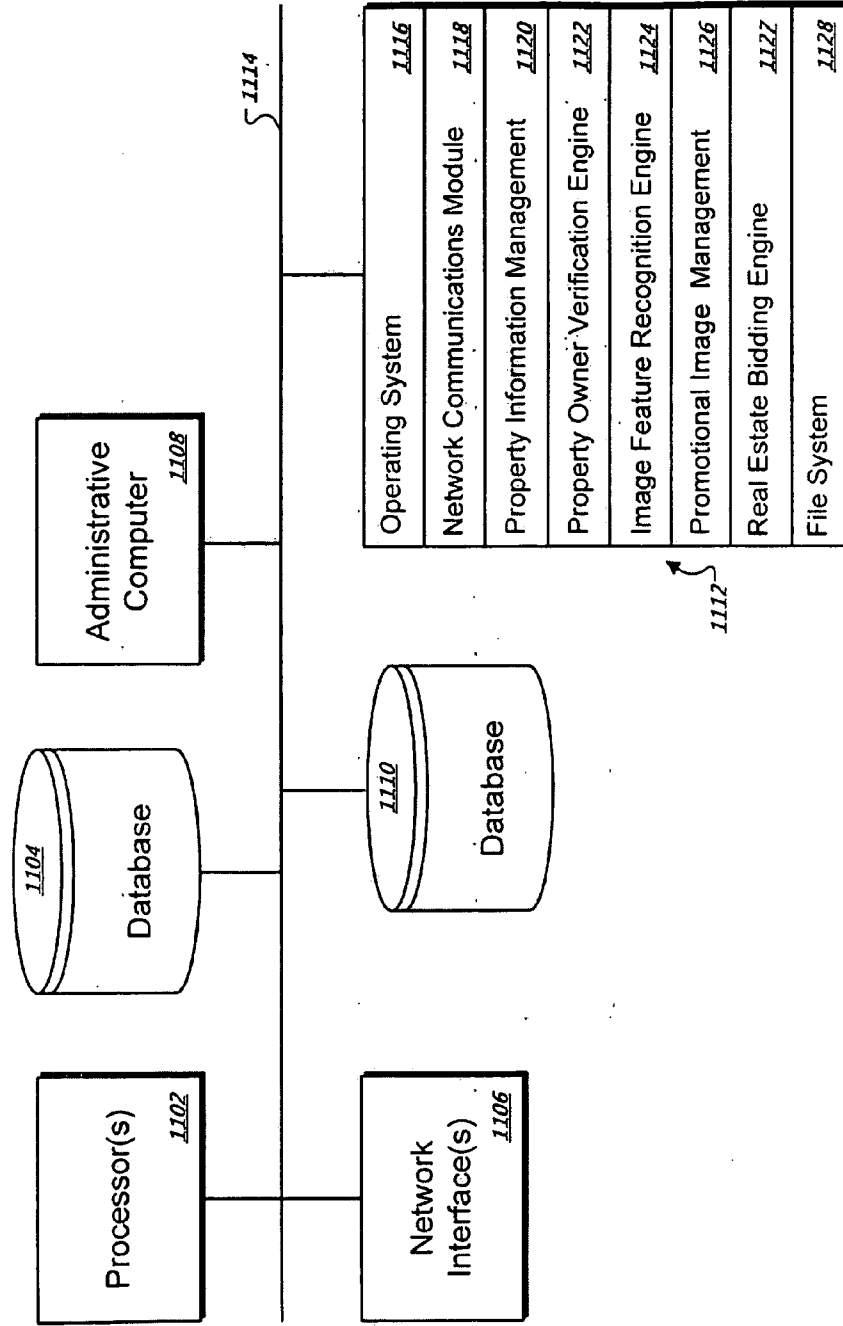 Processor(s)
1102
1104
Database
Administrative
Computer
1108
1114
Network
Interface(s)
1106
1110
Database
1112
Operating System 1116
Network Communications Module 1118
Property Information Management 1120
Property Owner Verification Engine 1122
Image Feature Recognition Engine 1124
Promotional Image Management 1126
Real Estate Bidding Engine 1127
File System 1128